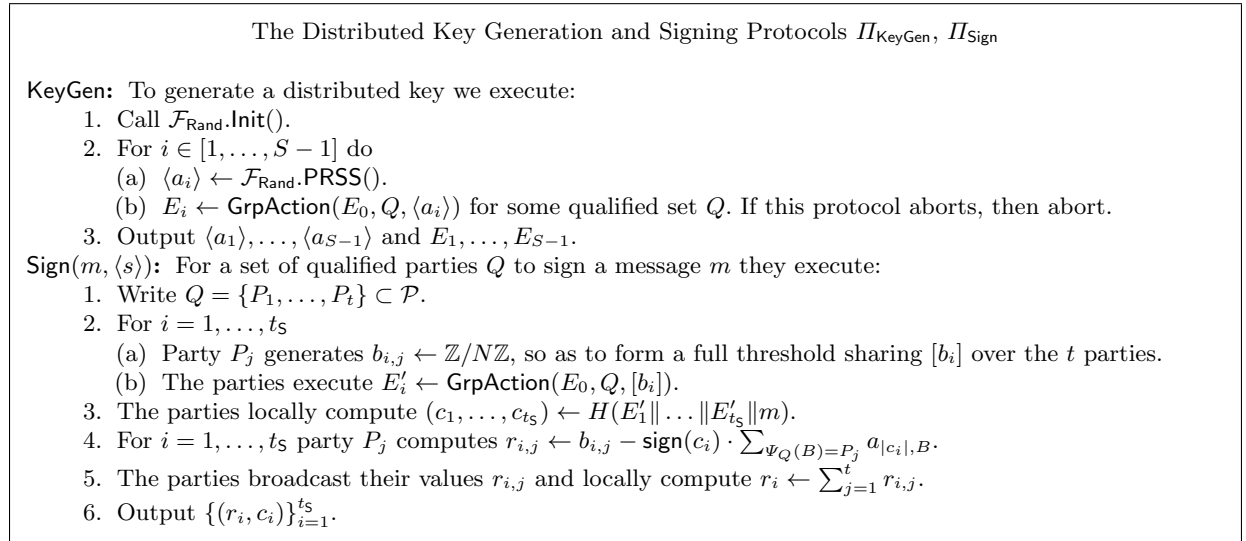 The Distributed Key Generation and Signing Protocols Π_KeyGen, Π_Sign
KeyGen: To generate a distributed key we execute:
1. Call F_Rand.Init().
2. For i ∈ [1, . . . , S − 1] do
(a) ⟨a_i⟩ ← F_Rand.PRSS().
(b) E_i ← GrpAction(E_0, Q, ⟨a_i⟩) for some qualified set Q. If this protocol aborts, then abort.
3. Output ⟨a_1⟩, . . . , ⟨a_{S−1}⟩ and E_1, . . . , E_{S−1}.
Sign(m, ⟨s⟩): For a set of qualified parties Q to sign a message m they execute:
1. Write Q = {P_1, . . . , P_t} ⊂ P.
2. For i = 1, . . . , t_S
(a) Party P_j generates b_{i,j} ← ℤ/Nℤ, so as to form a full threshold sharing [b_i] over the t parties.
(b) The parties execute E′_i ← GrpAction(E_0, Q, [b_i]).
3. The parties locally compute (c_1, . . . , c_{t_S}) ← H(E′_1‖ . . . ‖E′_{t_S}‖m).
4. For i = 1, . . . , t_S party P_j computes r_{i,j} ← b_{i,j} − sign(c_i) · ∑_{Ψ_Q(B)=P_j} a_{|c_i|,B}.
5. The parties broadcast their values r_{i,j} and locally compute r_i ← ∑_{j=1}^{t} r_{i,j}.
6. Output {(r_i, c_i)}_{i=1}^{t_S}.